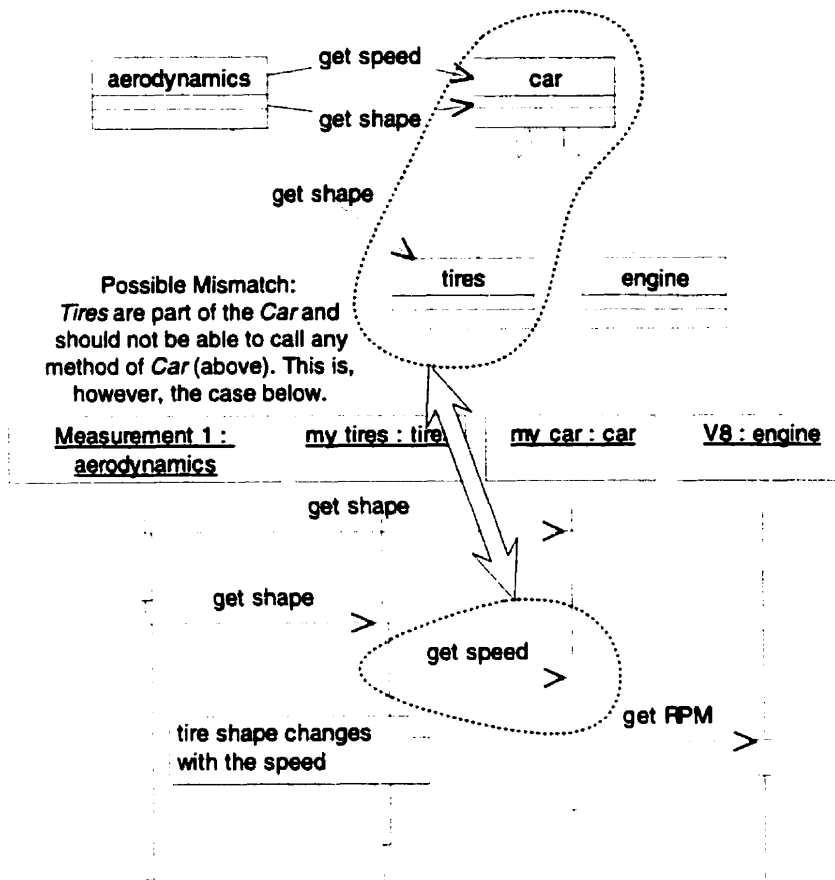 get speed
aerodynamics
car
get shape
get shape
tires
engine
Possible Mismatch:
Tires are part of the Car and
should not be able to call any
method of Car (above). This is,
however, the case below.
Measurement 1 :
aerodynamics
my tires : tires
my car : car
V8 : engine
get shape
get shape
get speed
get RPM
tire shape changes
with the speed